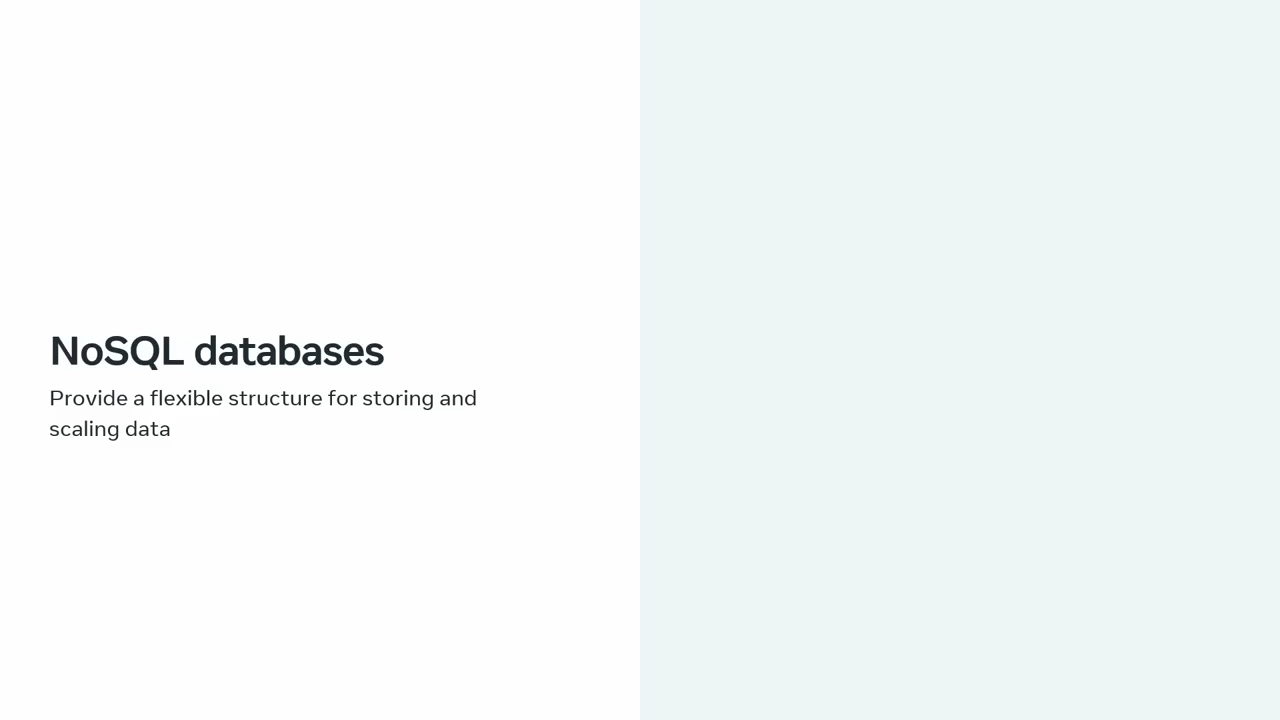 NoSQL databases
Provide a flexible structure for storing and
scaling data